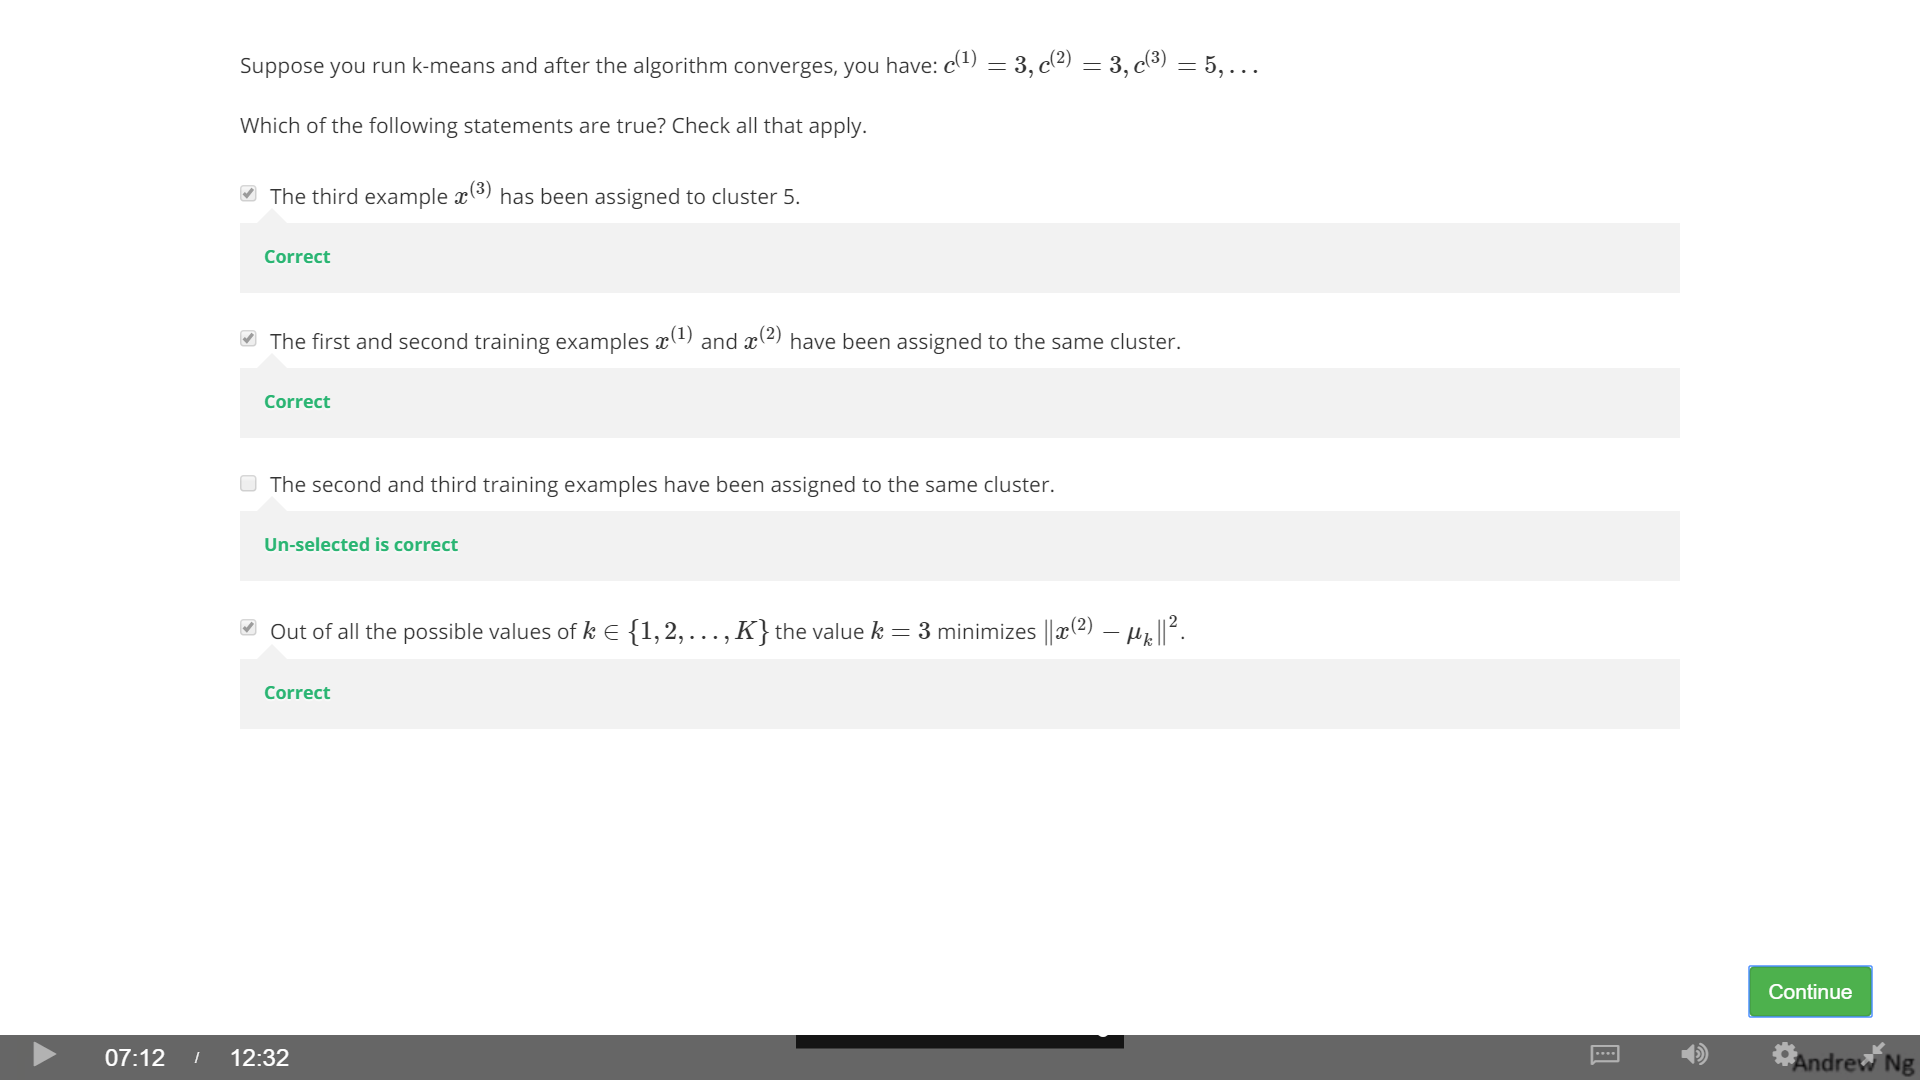 Suppose you run k-means and after the algorithm converges, you have: c^(1) = 3, c^(2) = 3, c^(3) = 5, . . .
Which of the following statements are true? Check all that apply.
The third example x^(3) has been assigned to cluster 5.
Correct
The first and second training examples x^(1) and x^(2) have been assigned to the same cluster.
Correct
The second and third training examples have been assigned to the same cluster.
Un-selected is correct
Out of all the possible values of k ∈ {1, 2, . . . , K} the value k = 3 minimizes ‖x^(2) − μ_k‖^2.
Correct
Continue
07:12 / 12:32
Andrew Ng